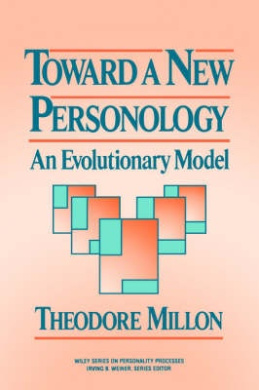 TOWARD A NEW
PERSONOLOGY
An Evolutionary Model
THEODORE MILLON
WILEY SERIES ON PERSONALITY PROCESSES
IRVING B. WEINER, SERIES EDITOR